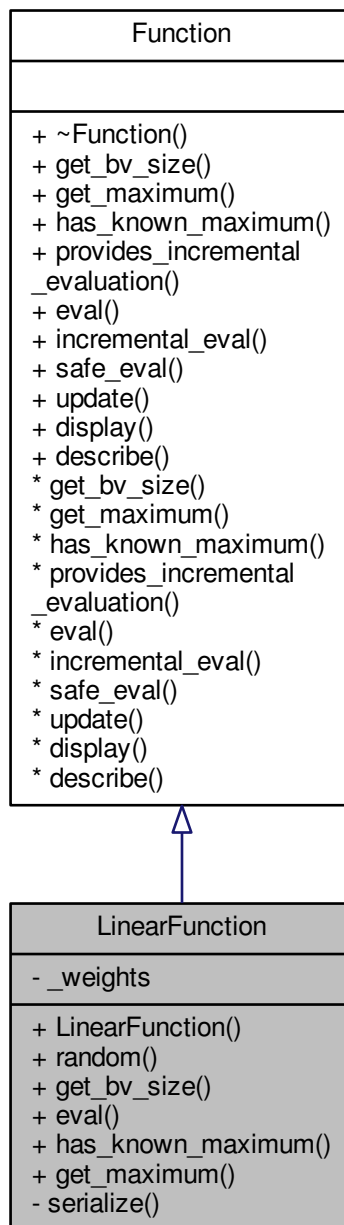 Function
+ ~Function()
+ get_bv_size()
+ get_maximum()
+ has_known_maximum()
+ provides_incremental
_evaluation()
+ eval()
+ incremental_eval()
+ safe_eval()
+ update()
+ display()
+ describe()
* get_bv_size()
* get_maximum()
* has_known_maximum()
* provides_incremental
_evaluation()
* eval()
* incremental_eval()
* safe_eval()
* update()
* display()
* describe()
LinearFunction
- _weights
+ LinearFunction()
+ random()
+ get_bv_size()
+ eval()
+ has_known_maximum()
+ get_maximum()
- serialize()